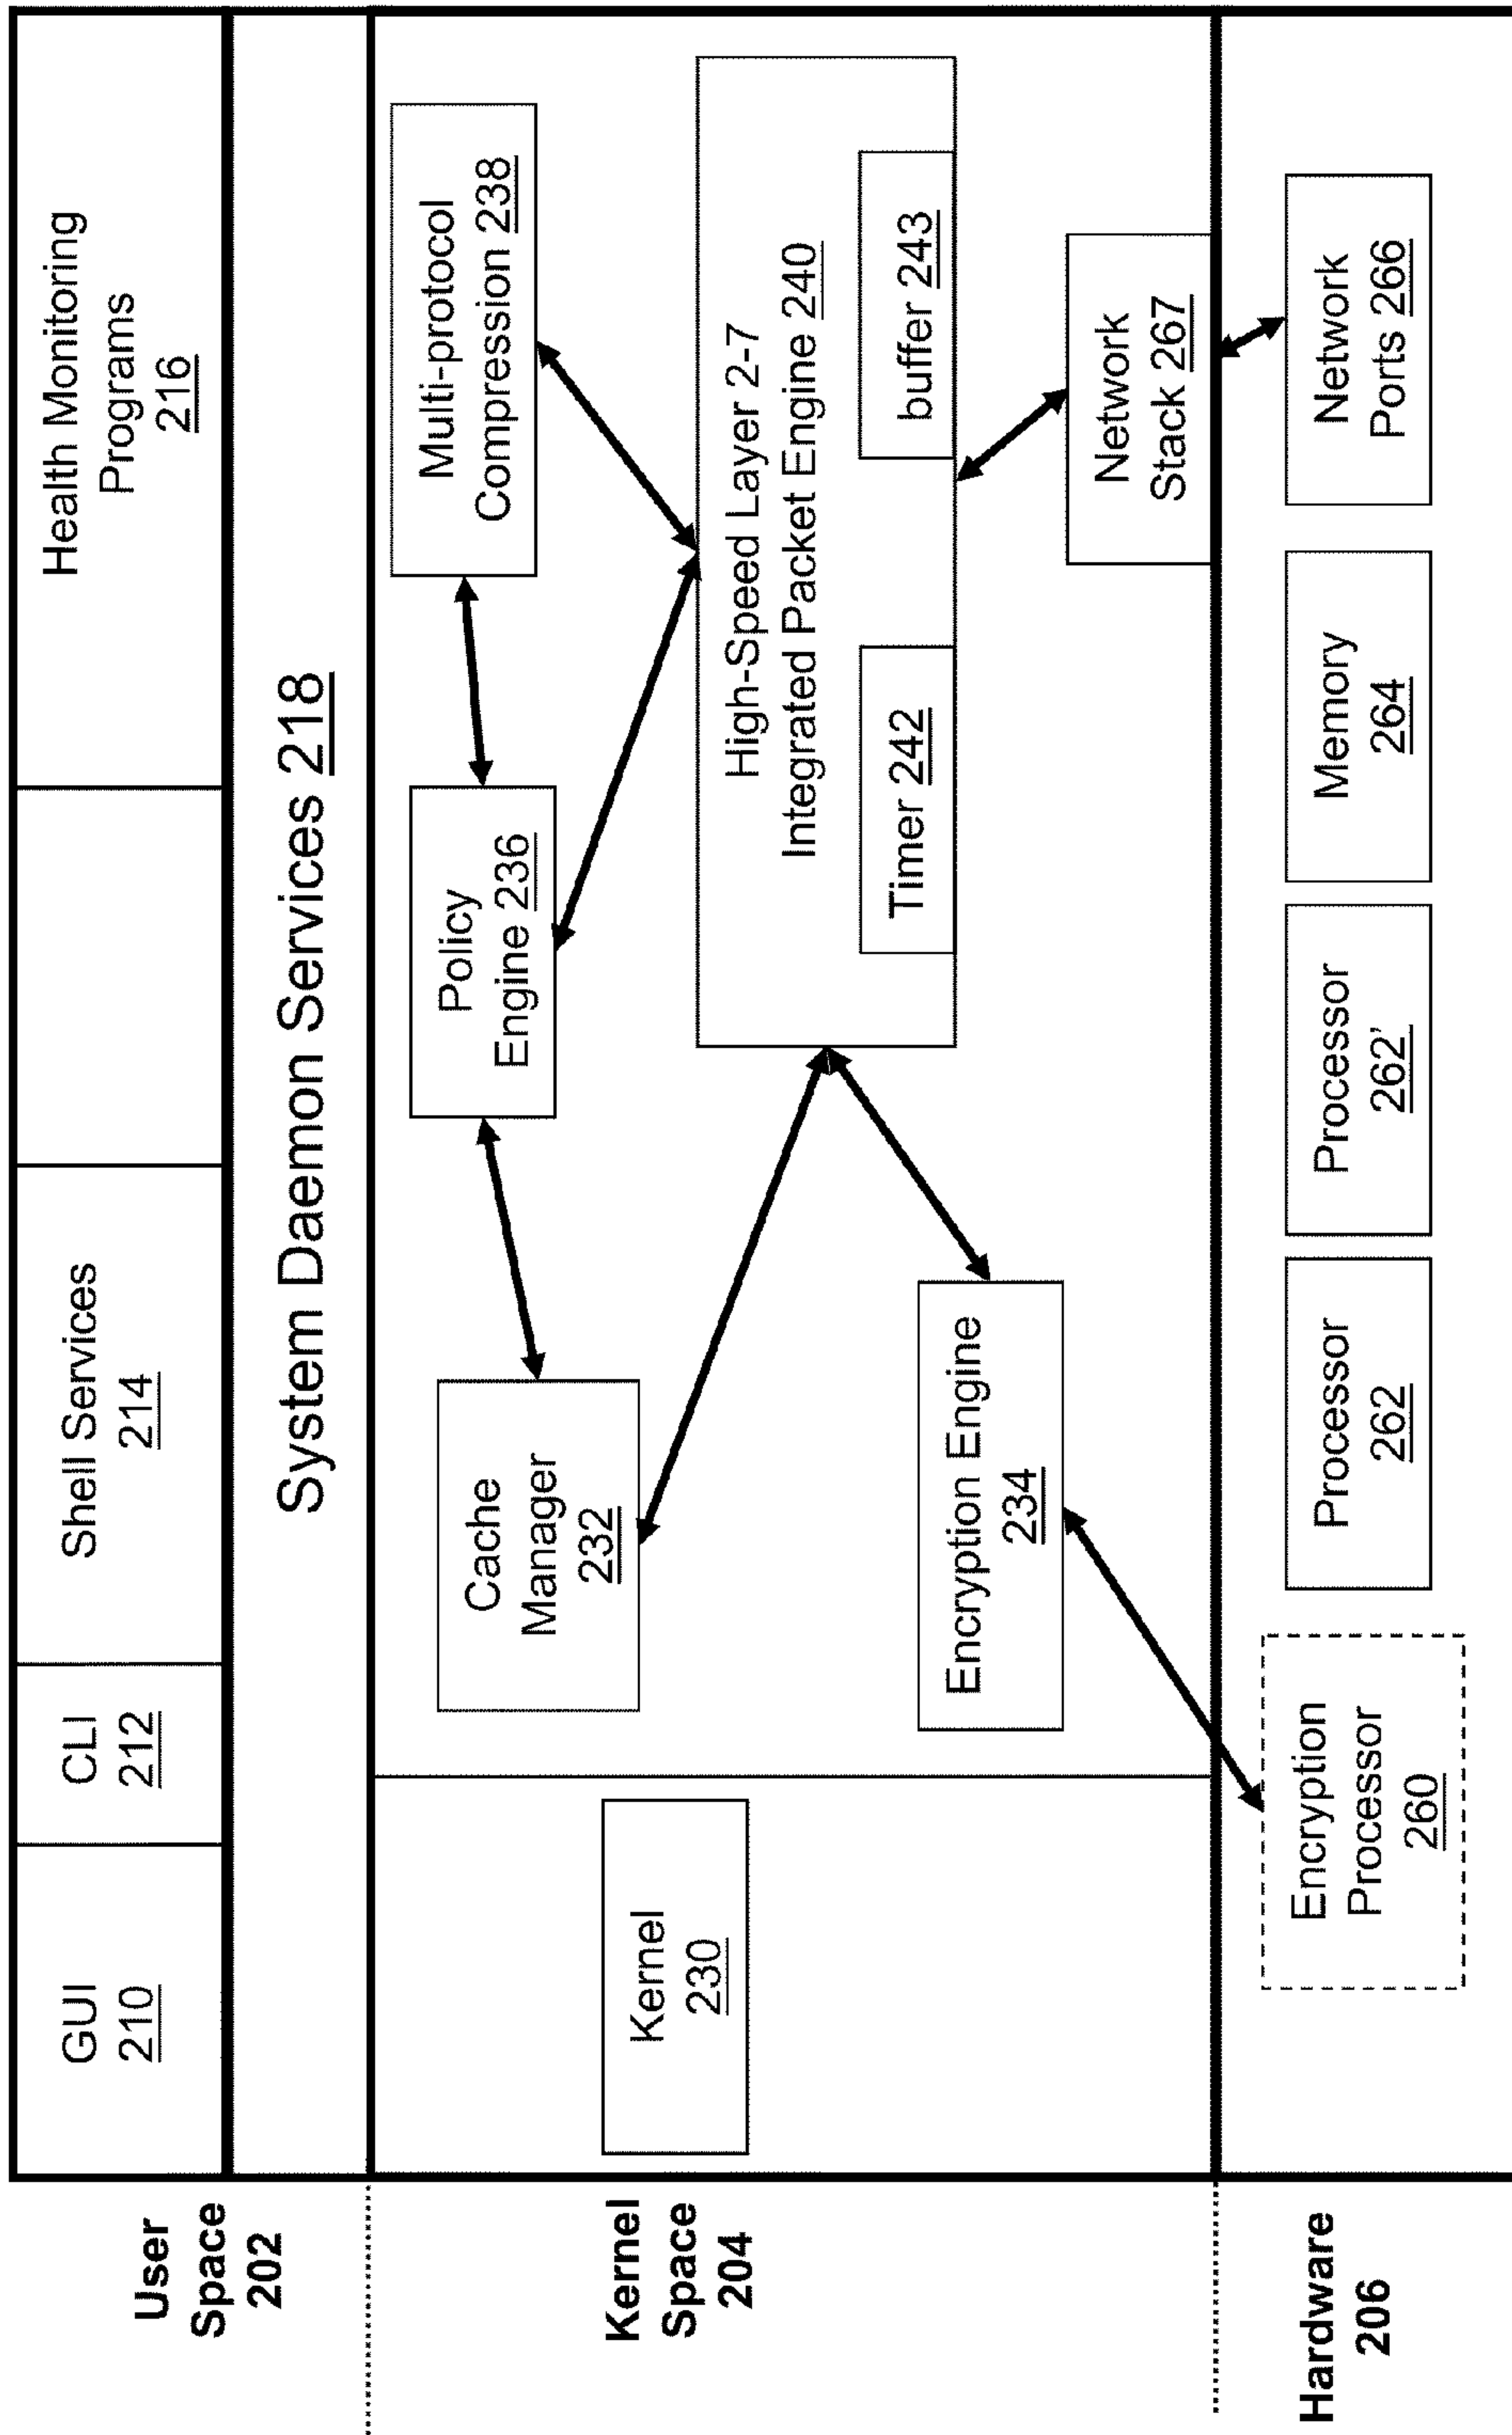 User
Space
202
GUI
210
CLI
212
Shell Services
214
Health Monitoring
Programs
216
System Daemon Services 218
Kernel
Space
204
Kernel
230
Cache
Manager
232
Policy
Engine 236
Multi-protocol
Compression 238
High-Speed Layer 2-7
Integrated Packet Engine 240
Timer 242
buffer 243
Encryption Engine
234
Network
Stack 267
Hardware
206
Encryption
Processor
260
Processor
262
Processor
262’
Memory
264
Network
Ports 266